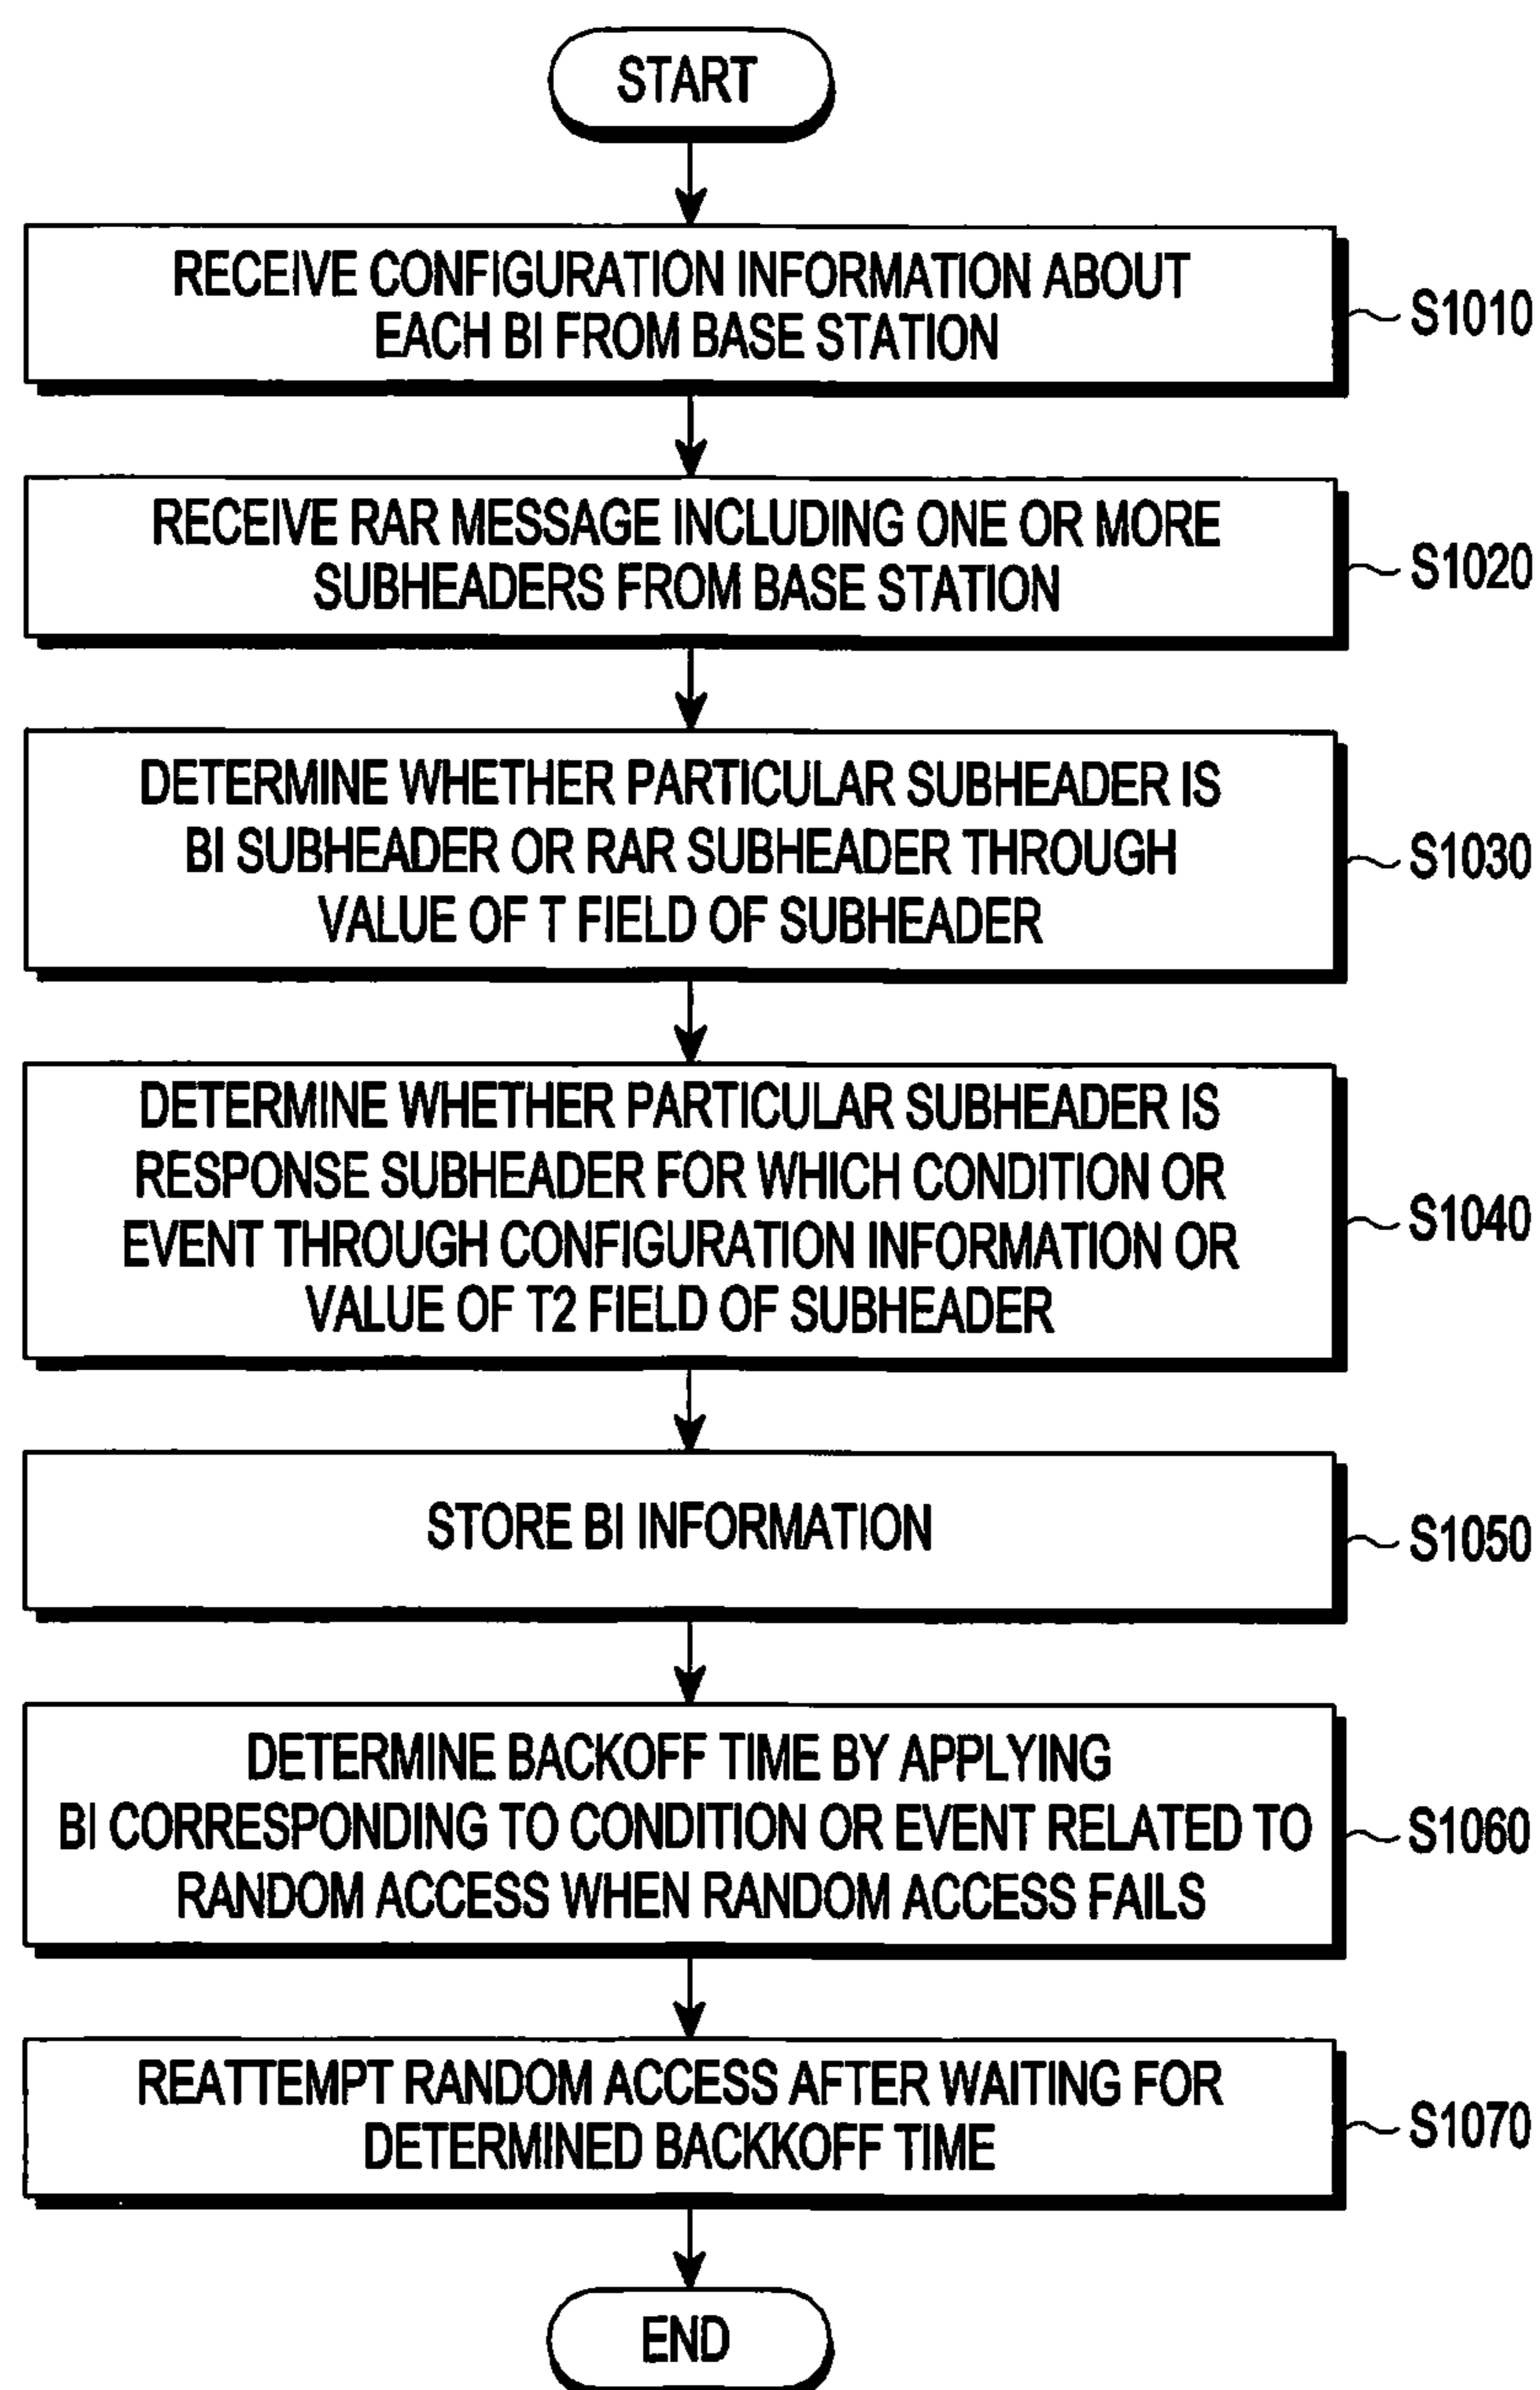 START
RECEIVE CONFIGURATION INFORMATION ABOUT
EACH BI FROM BASE STATION
S1010
RECEIVE RAR MESSAGE INCLUDING ONE OR MORE
SUBHEADERS FROM BASE STATION
S1020
DETERMINE WHETHER PARTICULAR SUBHEADER IS
BI SUBHEADER OR RAR SUBHEADER THROUGH
VALUE OF T FIELD OF SUBHEADER
S1030
DETERMINE WHETHER PARTICULAR SUBHEADER IS
RESPONSE SUBHEADER FOR WHICH CONDITION OR
EVENT THROUGH CONFIGURATION INFORMATION OR
VALUE OF T2 FIELD OF SUBHEADER
S1040
STORE BI INFORMATION
S1050
DETERMINE BACKOFF TIME BY APPLYING
BI CORRESPONDING TO CONDITION OR EVENT RELATED TO
RANDOM ACCESS WHEN RANDOM ACCESS FAILS
S1060
REATTEMPT RANDOM ACCESS AFTER WAITING FOR
DETERMINED BACKKOFF TIME
S1070
END